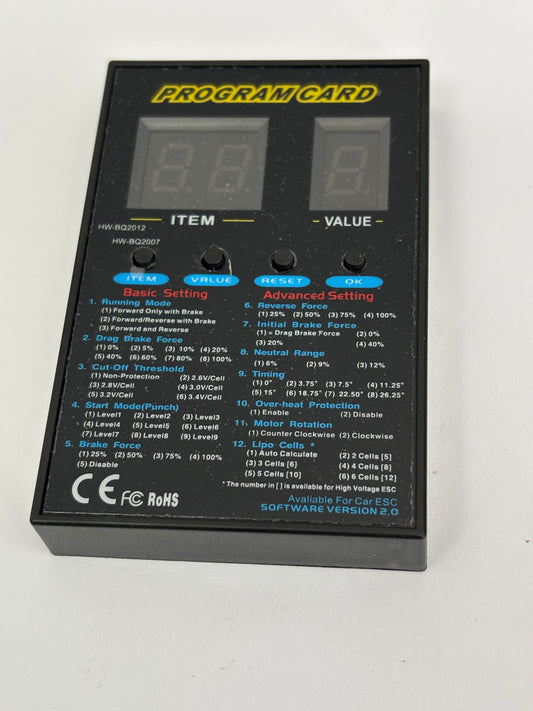 PROGRAM CARD
ITEM
VALUE
HW-BQ2012
HW-BQ2007
ITEM
VRLUE
RESET
OK
Basic Setting
1. Running Mode
(1) Forward Only with Brake
(2) Forward/Reverse with Brake
(3) Forward and Reverse
2. Drag Brake Force
(1) 0% (2) 5% (3) 10% (4) 20%
(5) 40% (6) 60% (7) 80% (8) 100%
3. Cut-Off Threshold
(1) Non-Protection (2) 2.6V/Cell
(3) 2.8V/Cell (4) 3.0V/Cell
(5) 3.2V/Cell (6) 3.4V/Cell
4. Start Mode(Punch)
(1) Level1 (2) Level2 (3) Level3
(4) Level4 (5) Level5 (6) Level6
(7) Level7 (8) Level8 (9) Level9
5. Brake Force
(1) 25% (2) 50% (3) 75% (4) 100%
(5) Disable
Advanced Setting
6. Reverse Force
(1) 25% (2) 50% (3) 75% (4) 100%
7. Initial Brake Force
(1) = Drag Brake Force (2) 0%
(3) 20% (4) 40%
8. Neutral Range
(1) 6% (2) 9% (3) 12%
9. Timing
(1) 0° (2) 3.75° (3) 7.5° (4) 11.25°
(5) 15° (6) 18.75° (7) 22.50° (8) 26.25°
10. Over-heat Protection
(1) Enable (2) Disable
11. Motor Rotation
(1) Counter Clockwise (2) Clockwise
12. Lipo Cells *
(1) Auto Calculate (2) 2 Cells [5]
(3) 3 Cells [6] (4) 4 Cells [8]
(5) 5 Cells [10] (6) 6 Cells [12]
* The number in [ ] is available for High Voltage ESC
CE FC RoHS
Avaliable For Car ESC
SOFTWARE VERSION 2.0